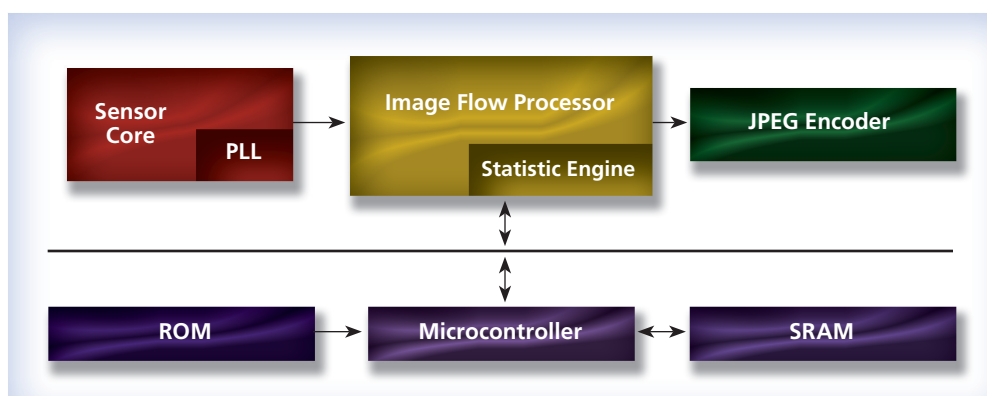 Sensor
Core
PLL
Image Flow Processor
Statistic Engine
JPEG Encoder
ROM
Microcontroller
SRAM